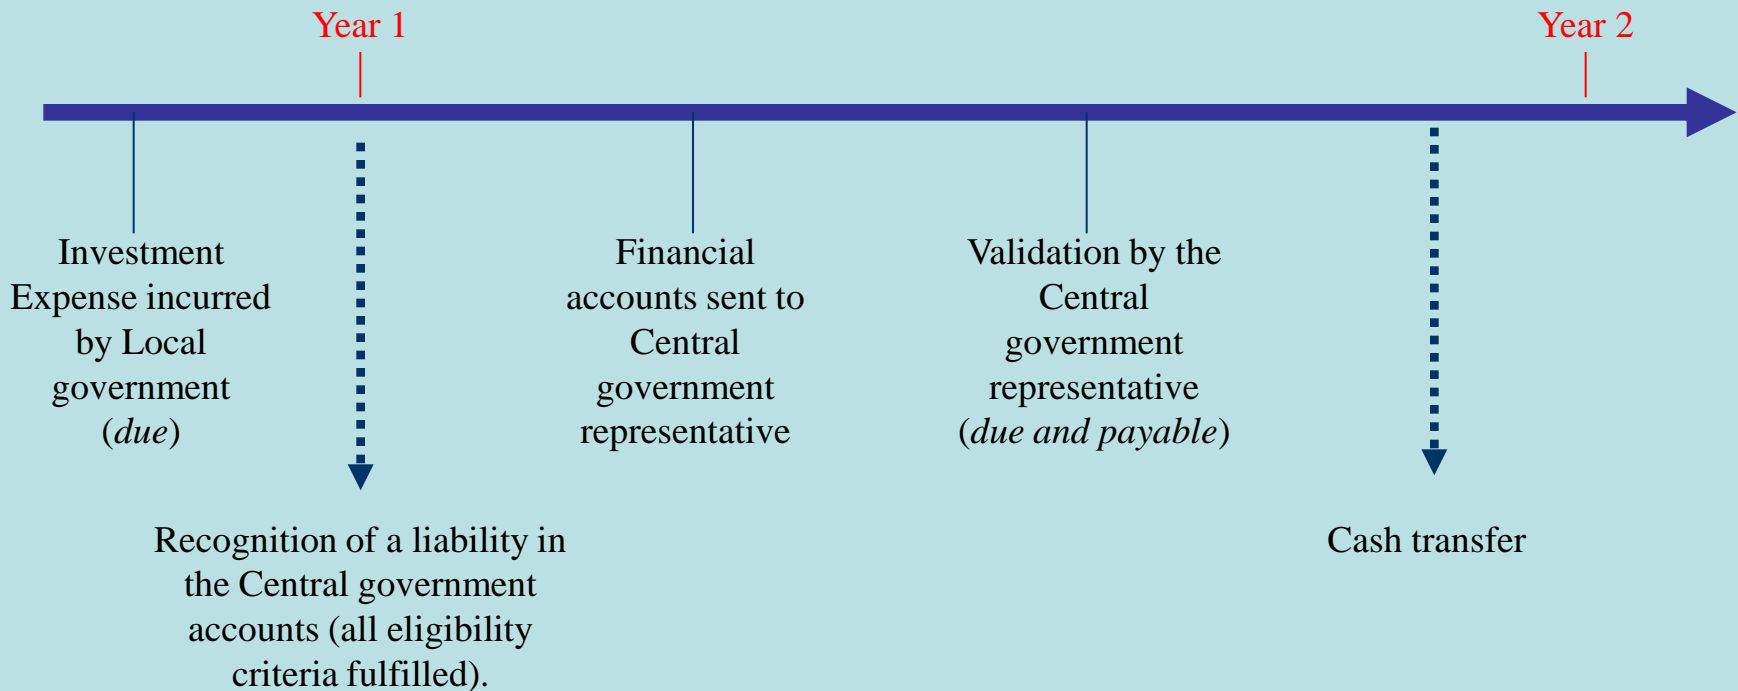 Year 1
Year 2
Investment
Expense incurred
by Local
government
(due)
Financial
accounts sent to
Central
government
representative
Validation by the
Central
government
representative
(due and payable)
Recognition of a liability in
the Central government
accounts (all eligibility
criteria fulfilled).
Cash transfer